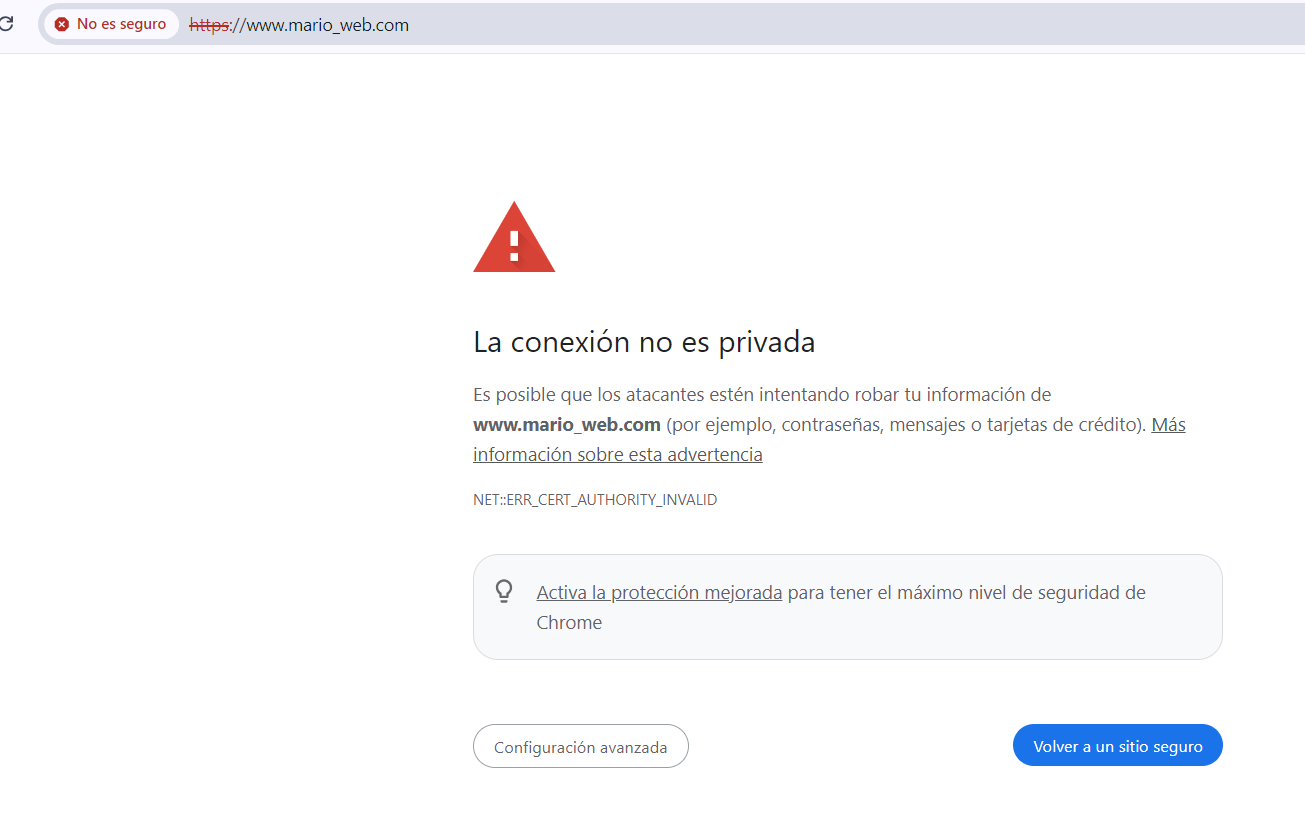 No es seguro https://www.mario_web.com
La conexión no es privada
Es posible que los atacantes estén intentando robar tu información de
www.mario_web.com (por ejemplo, contraseñas, mensajes o tarjetas de crédito). Más
información sobre esta advertencia
NET::ERR_CERT_AUTHORITY_INVALID
Activa la protección mejorada para tener el máximo nivel de seguridad de
Chrome
Configuración avanzada
Volver a un sitio seguro